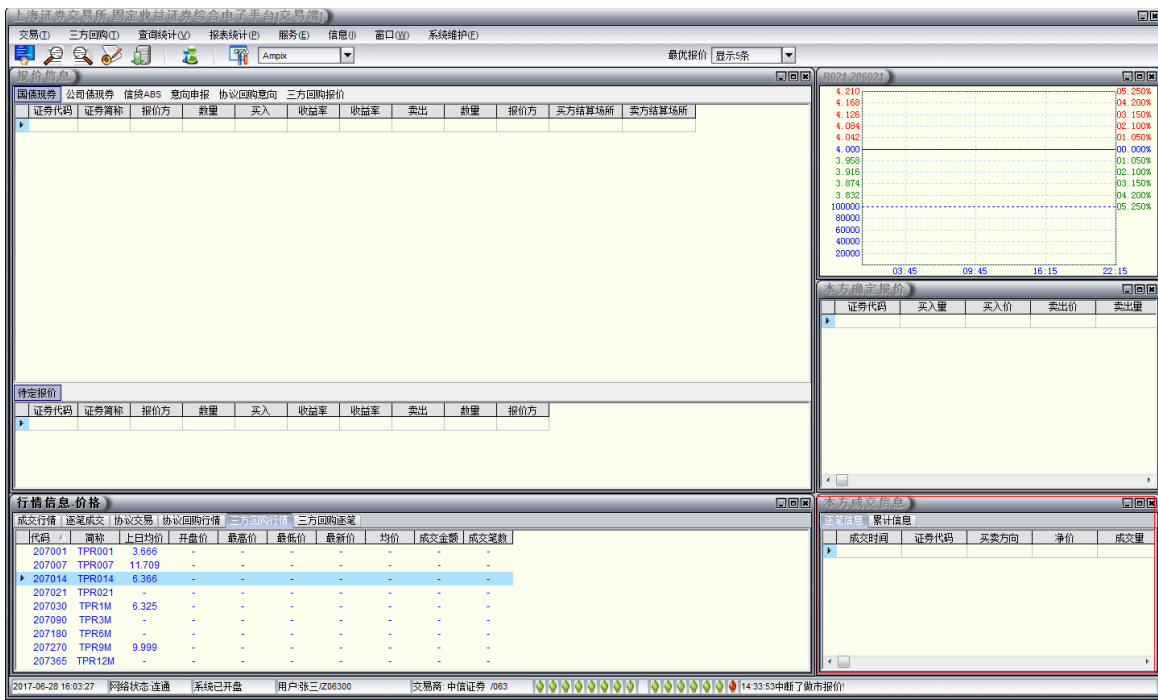 上海证券交易所 固定收益证券综合电子平台[交易端]
交易(T) 三方回购(T) 查询统计(V) 报表统计(P) 服务(E) 信息(I) 窗口(W) 系统维护(F)
Ampix 最优报价 显示5条
报价信息
国债现券 公司债现券 信贷ABS 意向申报 协议回购意向 三方回购报价
证券代码 证券简称 报价方 数量 买入 收益率 收益率 卖出 数量 报价方 买方结算场所 卖方结算场所
待定报价
证券代码 证券简称 报价方 数量 买入 收益率 收益率 卖出 数量 报价方
R021,206021
4.210 05.250%
4.168 04.200%
4.126 03.150%
4.084 02.100%
4.042 01.050%
4.000 00.000%
3.958 01.050%
3.916 02.100%
3.874 03.150%
3.832 04.200%
100000 05.250%
80000
60000
40000
20000
03:45 09:45 16:15 22:15
本方确定报价
证券代码 买入量 买入价 卖出价 卖出量
行情信息-价格
成交行情 逐笔成交 协议交易 协议回购行情 三方回购行情 三方回购逐笔
代码 简称 上日均价 开盘价 最高价 最低价 最新价 均价 成交金额 成交笔数
207001 TPR001 3.666 - - - - - - -
207007 TPR007 11.709 - - - - - - -
207014 TPR014 6.366 - - - - - - -
207021 TPR021 - - - - - - - -
207030 TPR1M 6.325 - - - - - - -
207090 TPR3M - - - - - - - -
207180 TPR6M - - - - - - - -
207270 TPR9M 9.999 - - - - - - -
207365 TPR12M - - - - - - - -
本方成交信息
逐笔信息 累计信息
成交时间 证券代码 买卖方向 净价 成交量
2017-06-28 16:03:27 网络状态:连通 系统已开盘 用户:张三/Z06300 交易商: 中信证券 /063 14:33:53中断了做市报价!